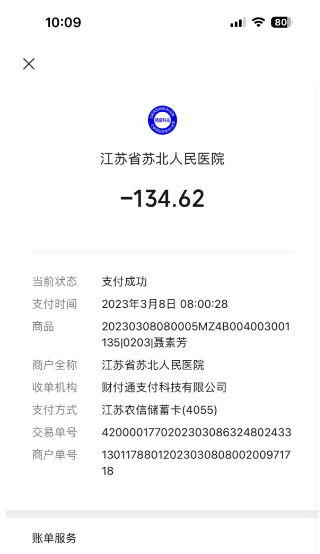 10:09
80
江苏省苏北人民医院
-134.62
当前状态 支付成功
支付时间 2023年3月8日 08:00:28
商品 20230308080005MZ4B004003001
135|0203|聂素芳
商户全称 江苏省苏北人民医院
收单机构 财付通支付科技有限公司
支付方式 江苏农信储蓄卡(4055)
交易单号 4200001770202303086324802433
商户单号 13011788012023030808002009717
18
账单服务